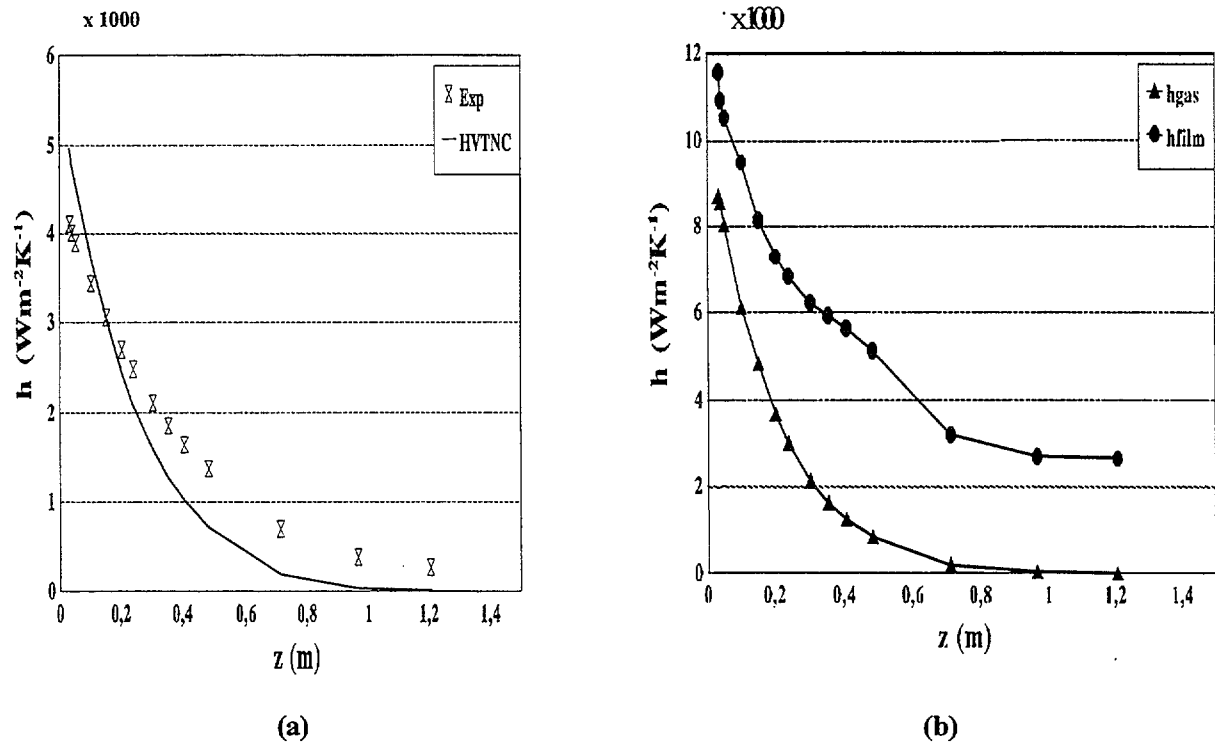 x 1000
6
5
4
3
2
1
0
h (Wm⁻²K⁻¹)
Exp
HVTNC
0 0,2 0,4 0,6 0,8 1 1,2 1,4
z (m)
(a)
x1000
12
10
8
6
4
2
0
h (Wm⁻²K⁻¹)
hgas
hfilm
0 0,2 0,4 0,6 0,8 1 1,2 1,4
z (m)
(b)